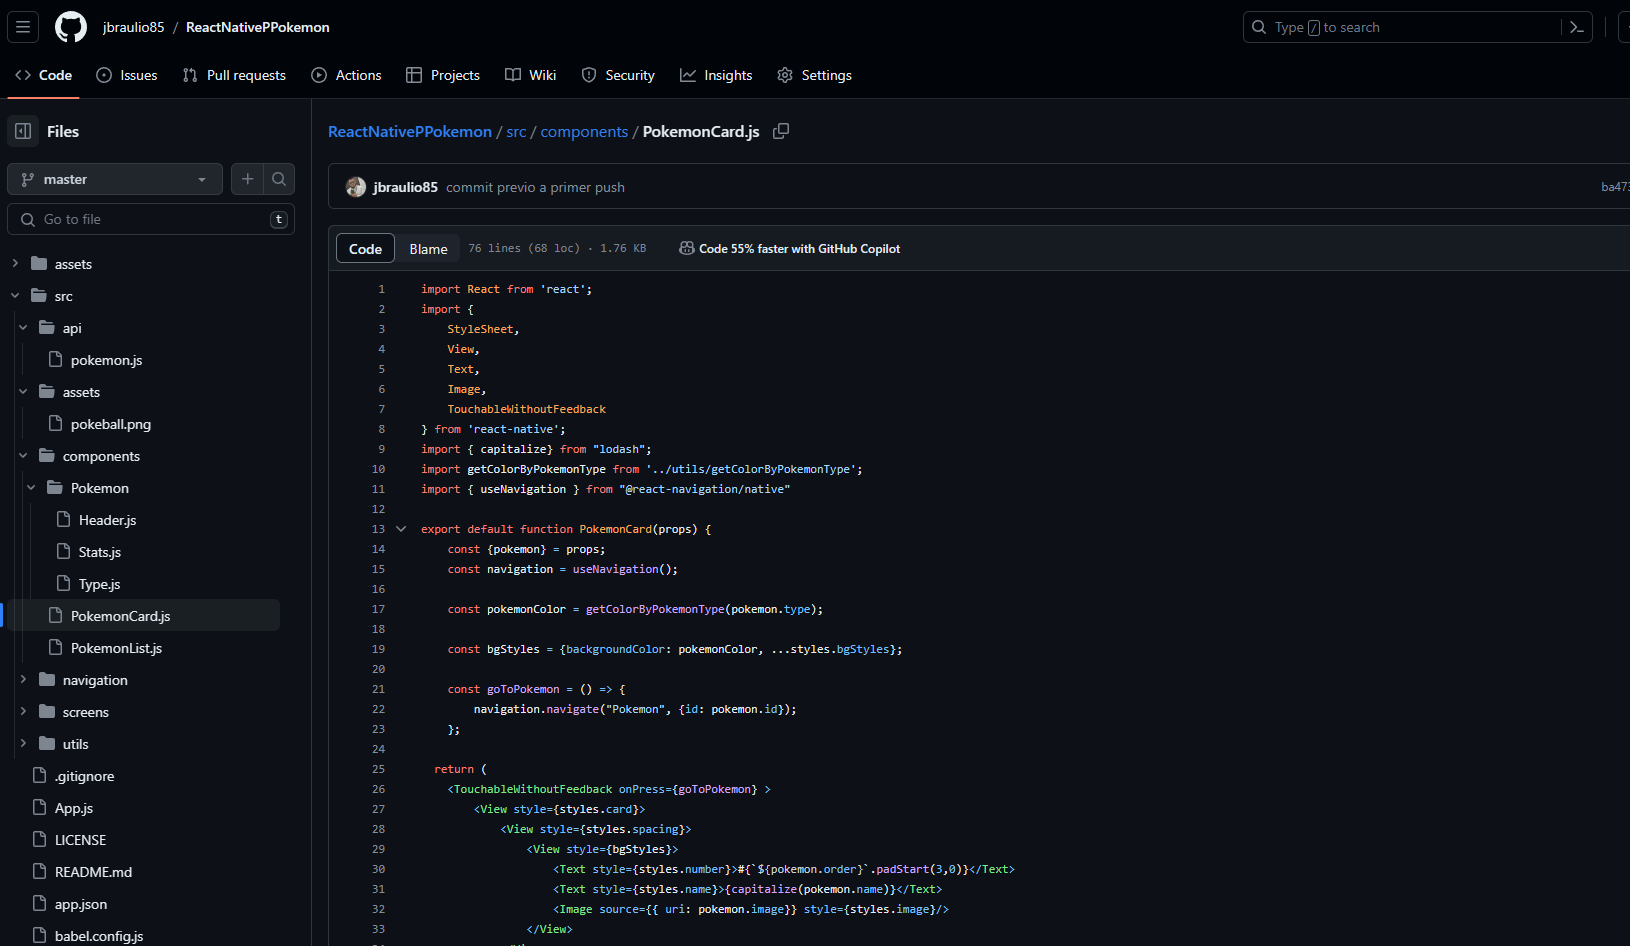 jbraulio85 / ReactNativePPokemon
Type / to search
Code Issues Pull requests Actions Projects Wiki Security Insights Settings
Files
master
Go to file t
assets
src
api
pokemon.js
assets
pokeball.png
components
Pokemon
Header.js
Stats.js
Type.js
PokemonCard.js
PokemonList.js
navigation
screens
utils
.gitignore
App.js
LICENSE
README.md
app.json
babel.config.js
ReactNativePPokemon / src / components / PokemonCard.js
jbraulio85 commit previo a primer push
ba473
Code Blame 76 lines (68 loc) · 1.76 KB Code 55% faster with GitHub Copilot
1 import React from 'react';
2 import {
3 StyleSheet,
4 View,
5 Text,
6 Image,
7 TouchableWithoutFeedback
8 } from 'react-native';
9 import { capitalize} from "lodash";
10 import getColorByPokemonType from '../utils/getColorByPokemonType';
11 import { useNavigation } from "@react-navigation/native"
12
13 export default function PokemonCard(props) {
14 const {pokemon} = props;
15 const navigation = useNavigation();
16
17 const pokemonColor = getColorByPokemonType(pokemon.type);
18
19 const bgStyles = {backgroundColor: pokemonColor, ...styles.bgStyles};
20
21 const goToPokemon = () => {
22 navigation.navigate("Pokemon", {id: pokemon.id});
23 };
24
25 return (
26 <TouchableWithoutFeedback onPress={goToPokemon} >
27 <View style={styles.card}>
28 <View style={styles.spacing}>
29 <View style={bgStyles}>
30 <Text style={styles.number}>#{`${pokemon.order}`.padStart(3,0)}</Text>
31 <Text style={styles.name}>{capitalize(pokemon.name)}</Text>
32 <Image source={{ uri: pokemon.image}} style={styles.image}/>
33 </View>